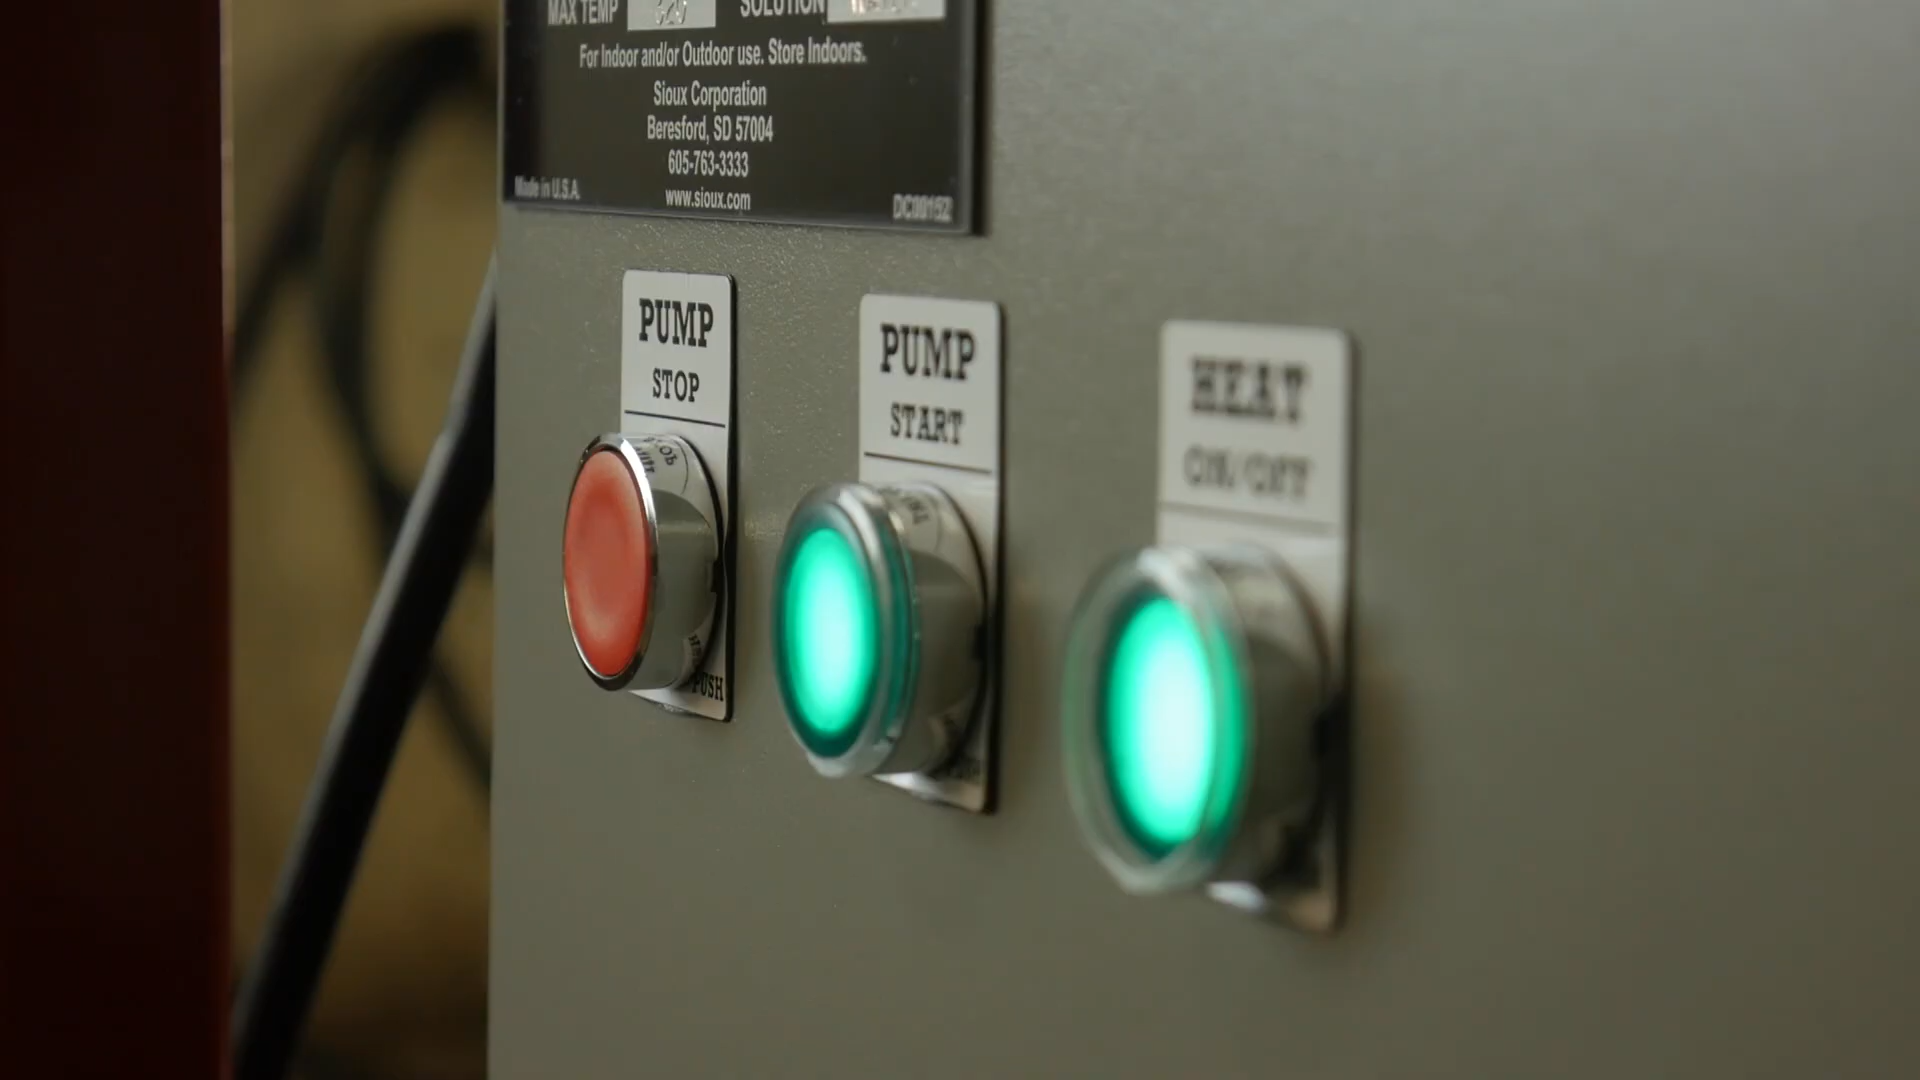 MAX TEMP SOLUTION
For Indoor and/or Outdoor use. Store Indoors.
Sioux Corporation
Beresford, SD 57004
605-763-3333
www.sioux.com
Made in U.S.A.
DC00152
PUMP
STOP
PUSH
PUMP
START
HEAT
ON/OFF